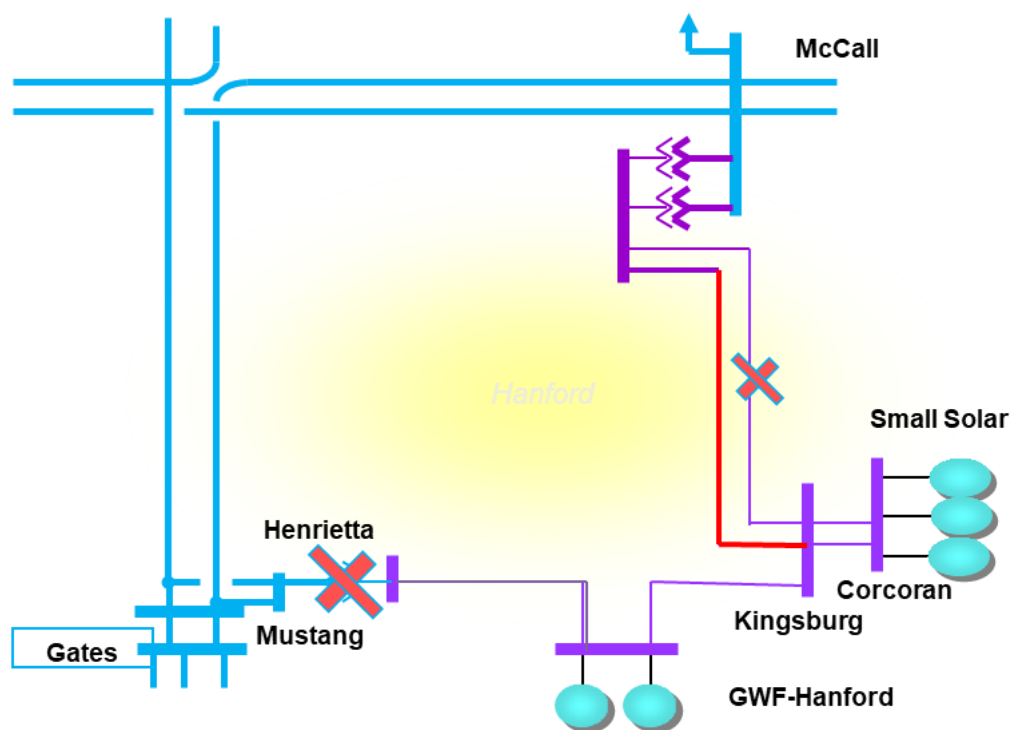 McCall
Hanford
Small Solar
Henrietta
Corcoran
Kingsburg
Mustang
Gates
GWF-Hanford